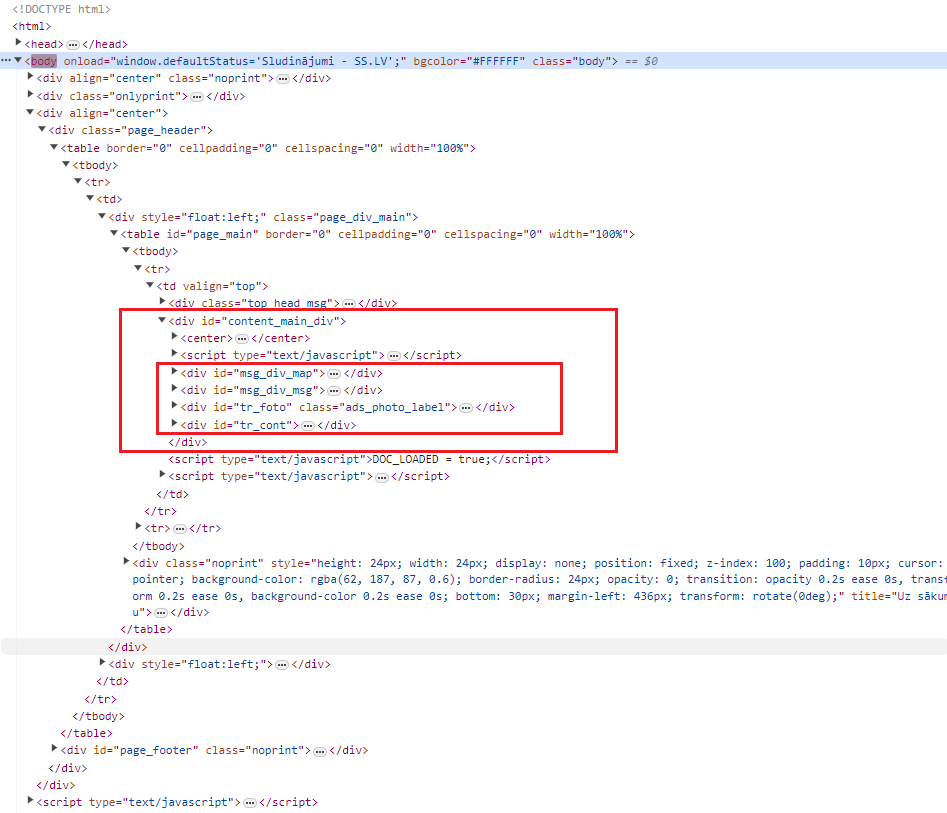 <!DOCTYPE html>
<html>
<head>…</head>
…<body onload="window.defaultStatus='Sludinājumi - SS.LV';" bgcolor="#FFFFFF" class="body"> == $0
<div align="center" class="noprint">…</div>
<div class="onlyprint">…</div>
<div align="center">
<div class="page_header">
<table border="0" cellpadding="0" cellspacing="0" width="100%">
<tbody>
<tr>
<td>
<div style="float:left;" class="page_div_main">
<table id="page_main" border="0" cellpadding="0" cellspacing="0" width="100%">
<tbody>
<tr>
<td valign="top">
<div class="top_head_msg">…</div>
<div id="content_main_div">
<center>…</center>
<script type="text/javascript">…</script>
<div id="msg_div_map">…</div>
<div id="msg_div_msg">…</div>
<div id="tr_foto" class="ads_photo_label">…</div>
<div id="tr_cont">…</div>
</div>
<script type="text/javascript">DOC_LOADED = true;</script>
<script type="text/javascript">…</script>
</td>
</tr>
<tr>…</tr>
</tbody>
<div class="noprint" style="height: 24px; width: 24px; display: none; position: fixed; z-index: 100; padding: 10px; cursor:
pointer; background-color: rgba(62, 187, 87, 0.6); border-radius: 24px; opacity: 0; transition: opacity 0.2s ease 0s, transf
orm 0.2s ease 0s, background-color 0.2s ease 0s; bottom: 30px; margin-left: 436px; transform: rotate(0deg);" title="Uz sākum
u">…</div>
</table>
</div>
<div style="float:left;">…</div>
</td>
</tr>
</tbody>
</table>
<div id="page_footer" class="noprint">…</div>
</div>
</div>
<script type="text/javascript">…</script>